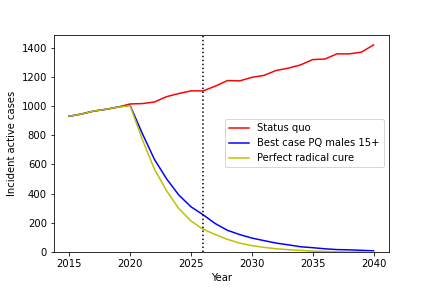 1400
1200
1000
800
600
400
200
0
Incident active cases
Status quo
Best case PQ males 15+
Perfect radical cure
2015 2020 2025 2030 2035 2040
Year